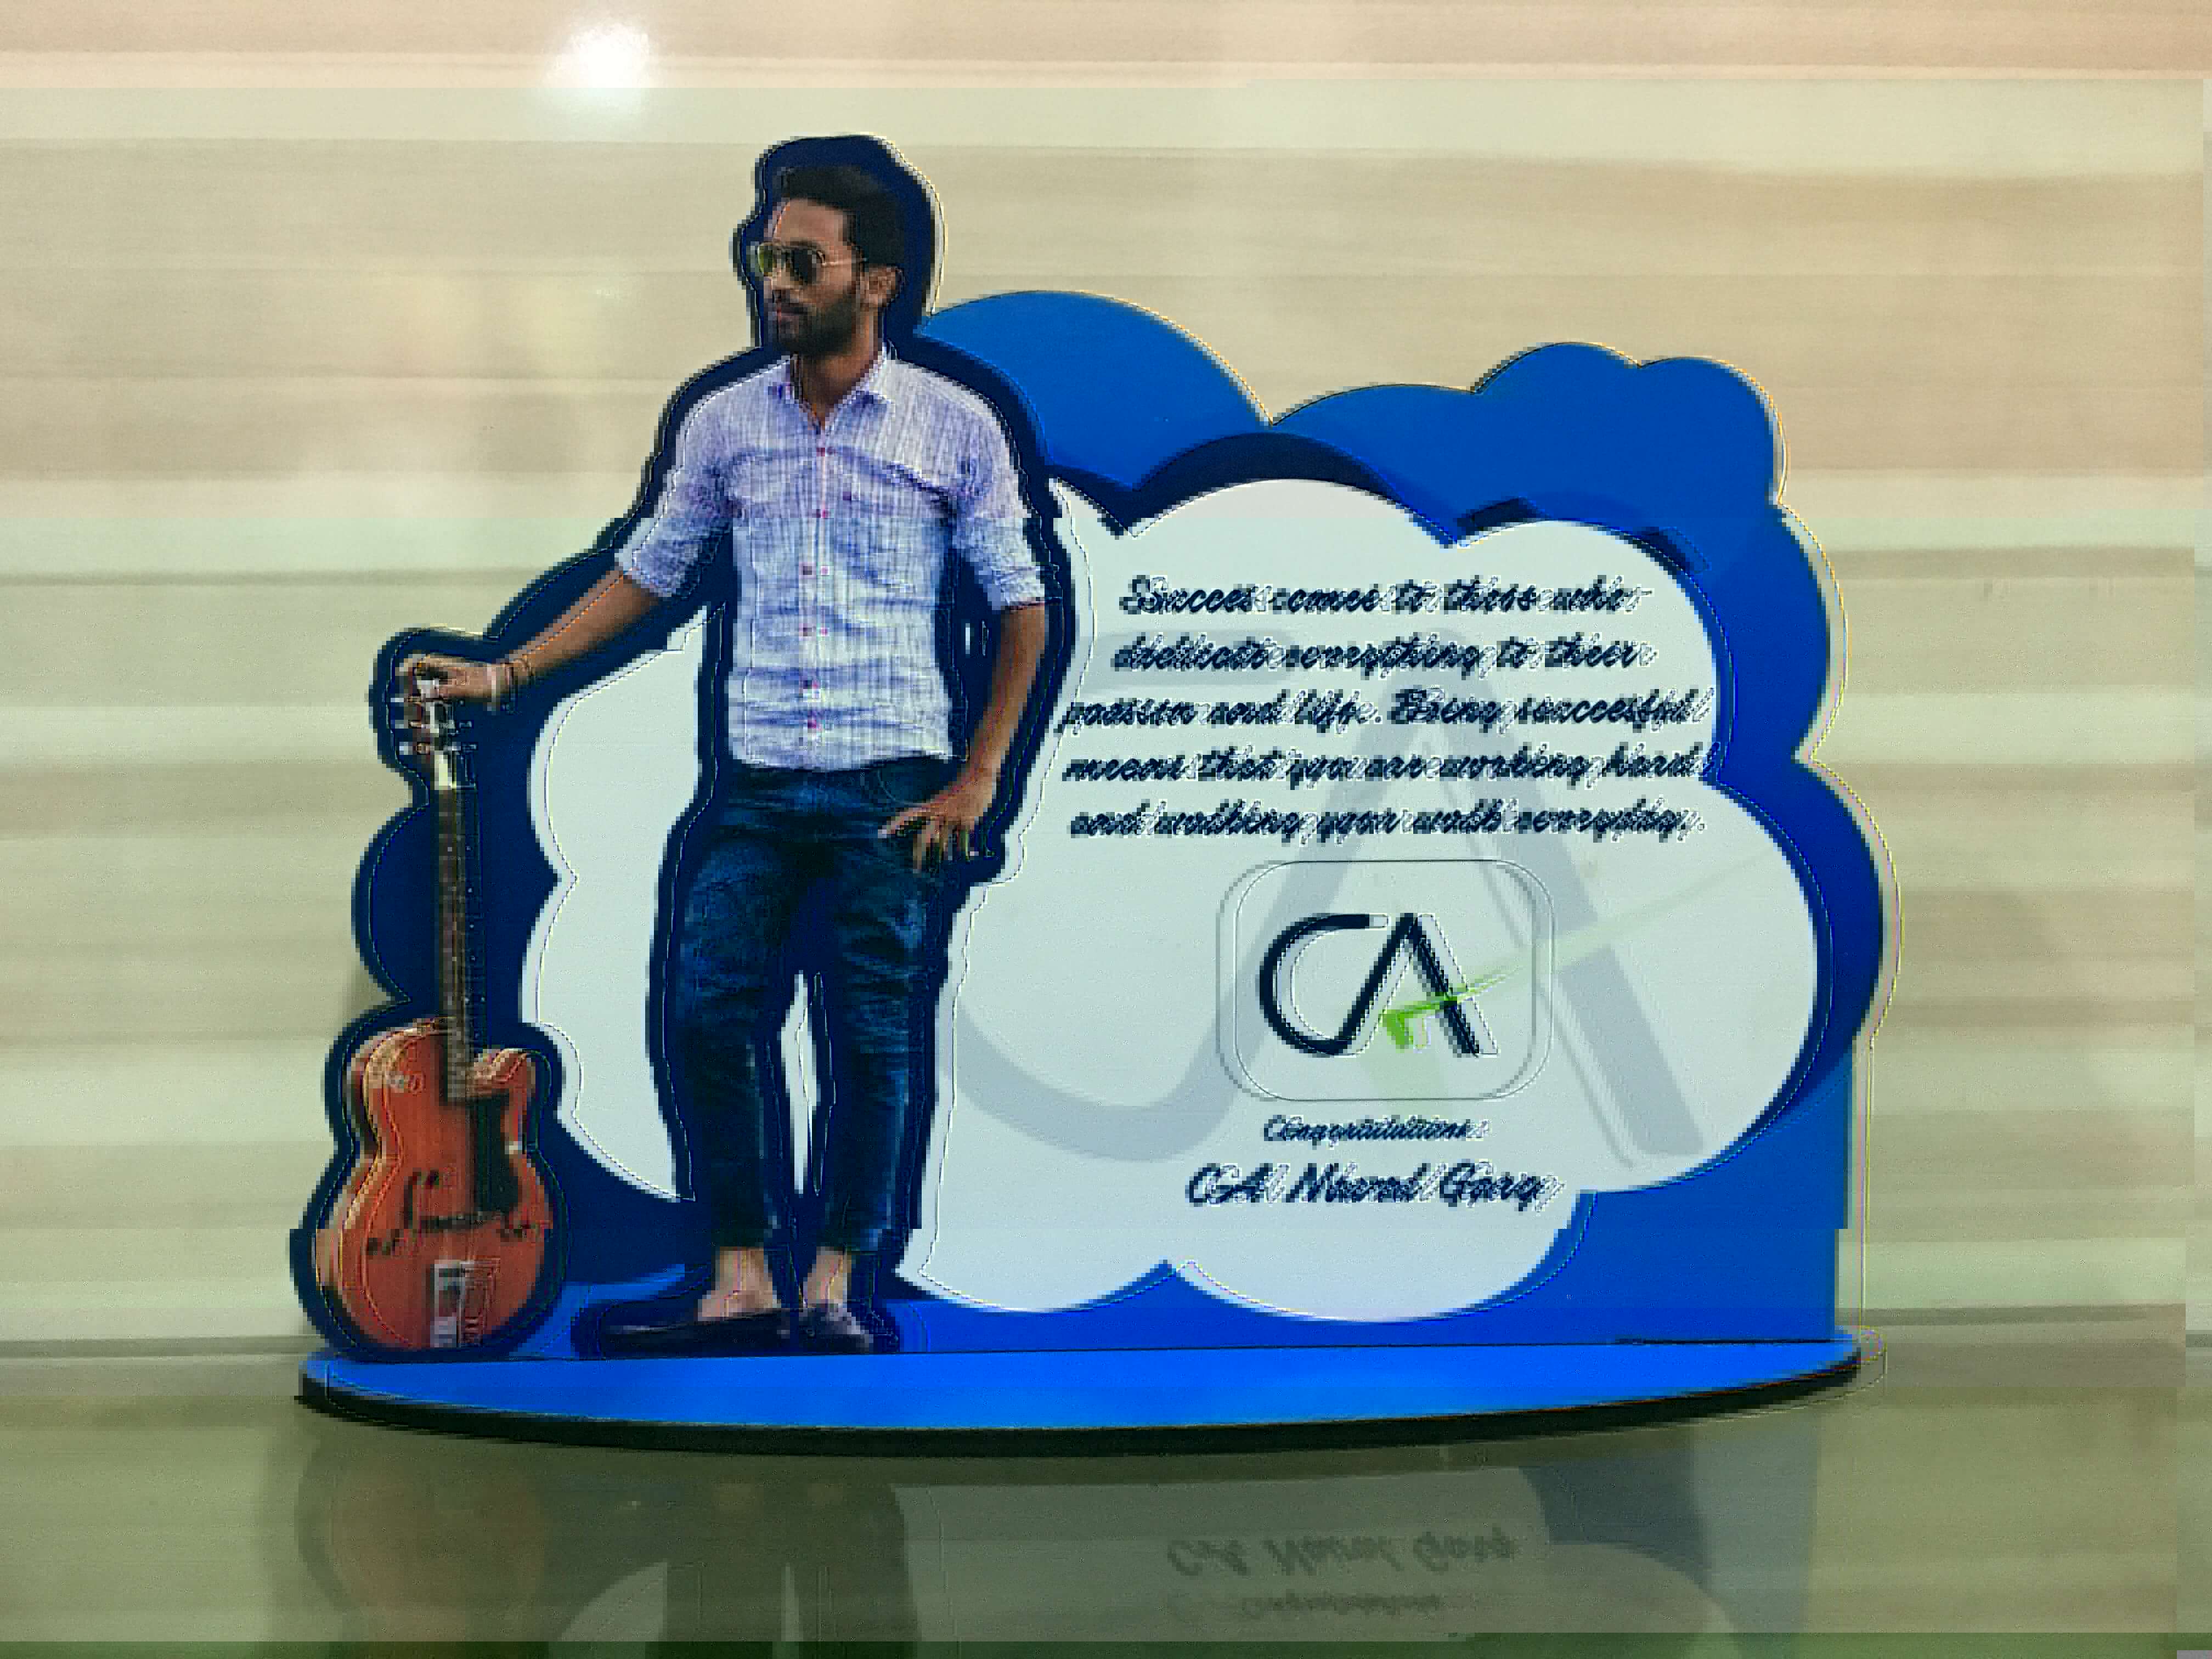 Success comes to those who
dedicate everything to their
passion and life. Being successful
means that you are working hard
and walking your walk everyday.
CA
Congratulations
CA Garg